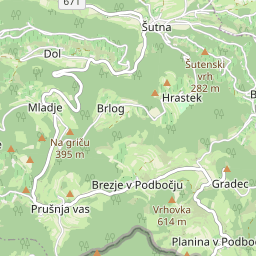 671
Šutna
Dol
Šutenski
vrh
282 m
Hrastek
Mladje
Brlog
B
Na griču
395 m
e
Brezje v Podbočju
Gradec
Prušnja vas
Vrhovka
614 m
Planina v Podboč